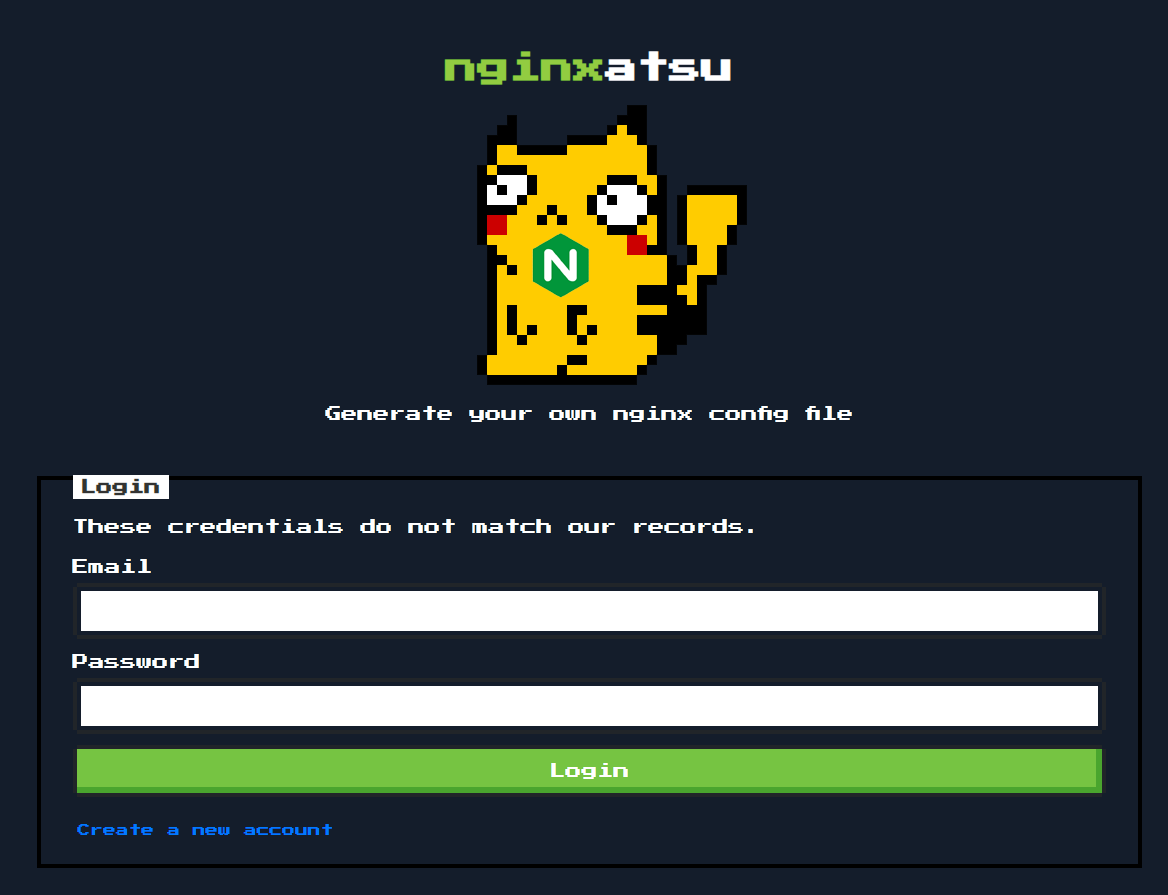 nginxatsu
N
Generate your own nginx config file
Login
These credentials do not match our records.
Email
Password
Login
Create a new account